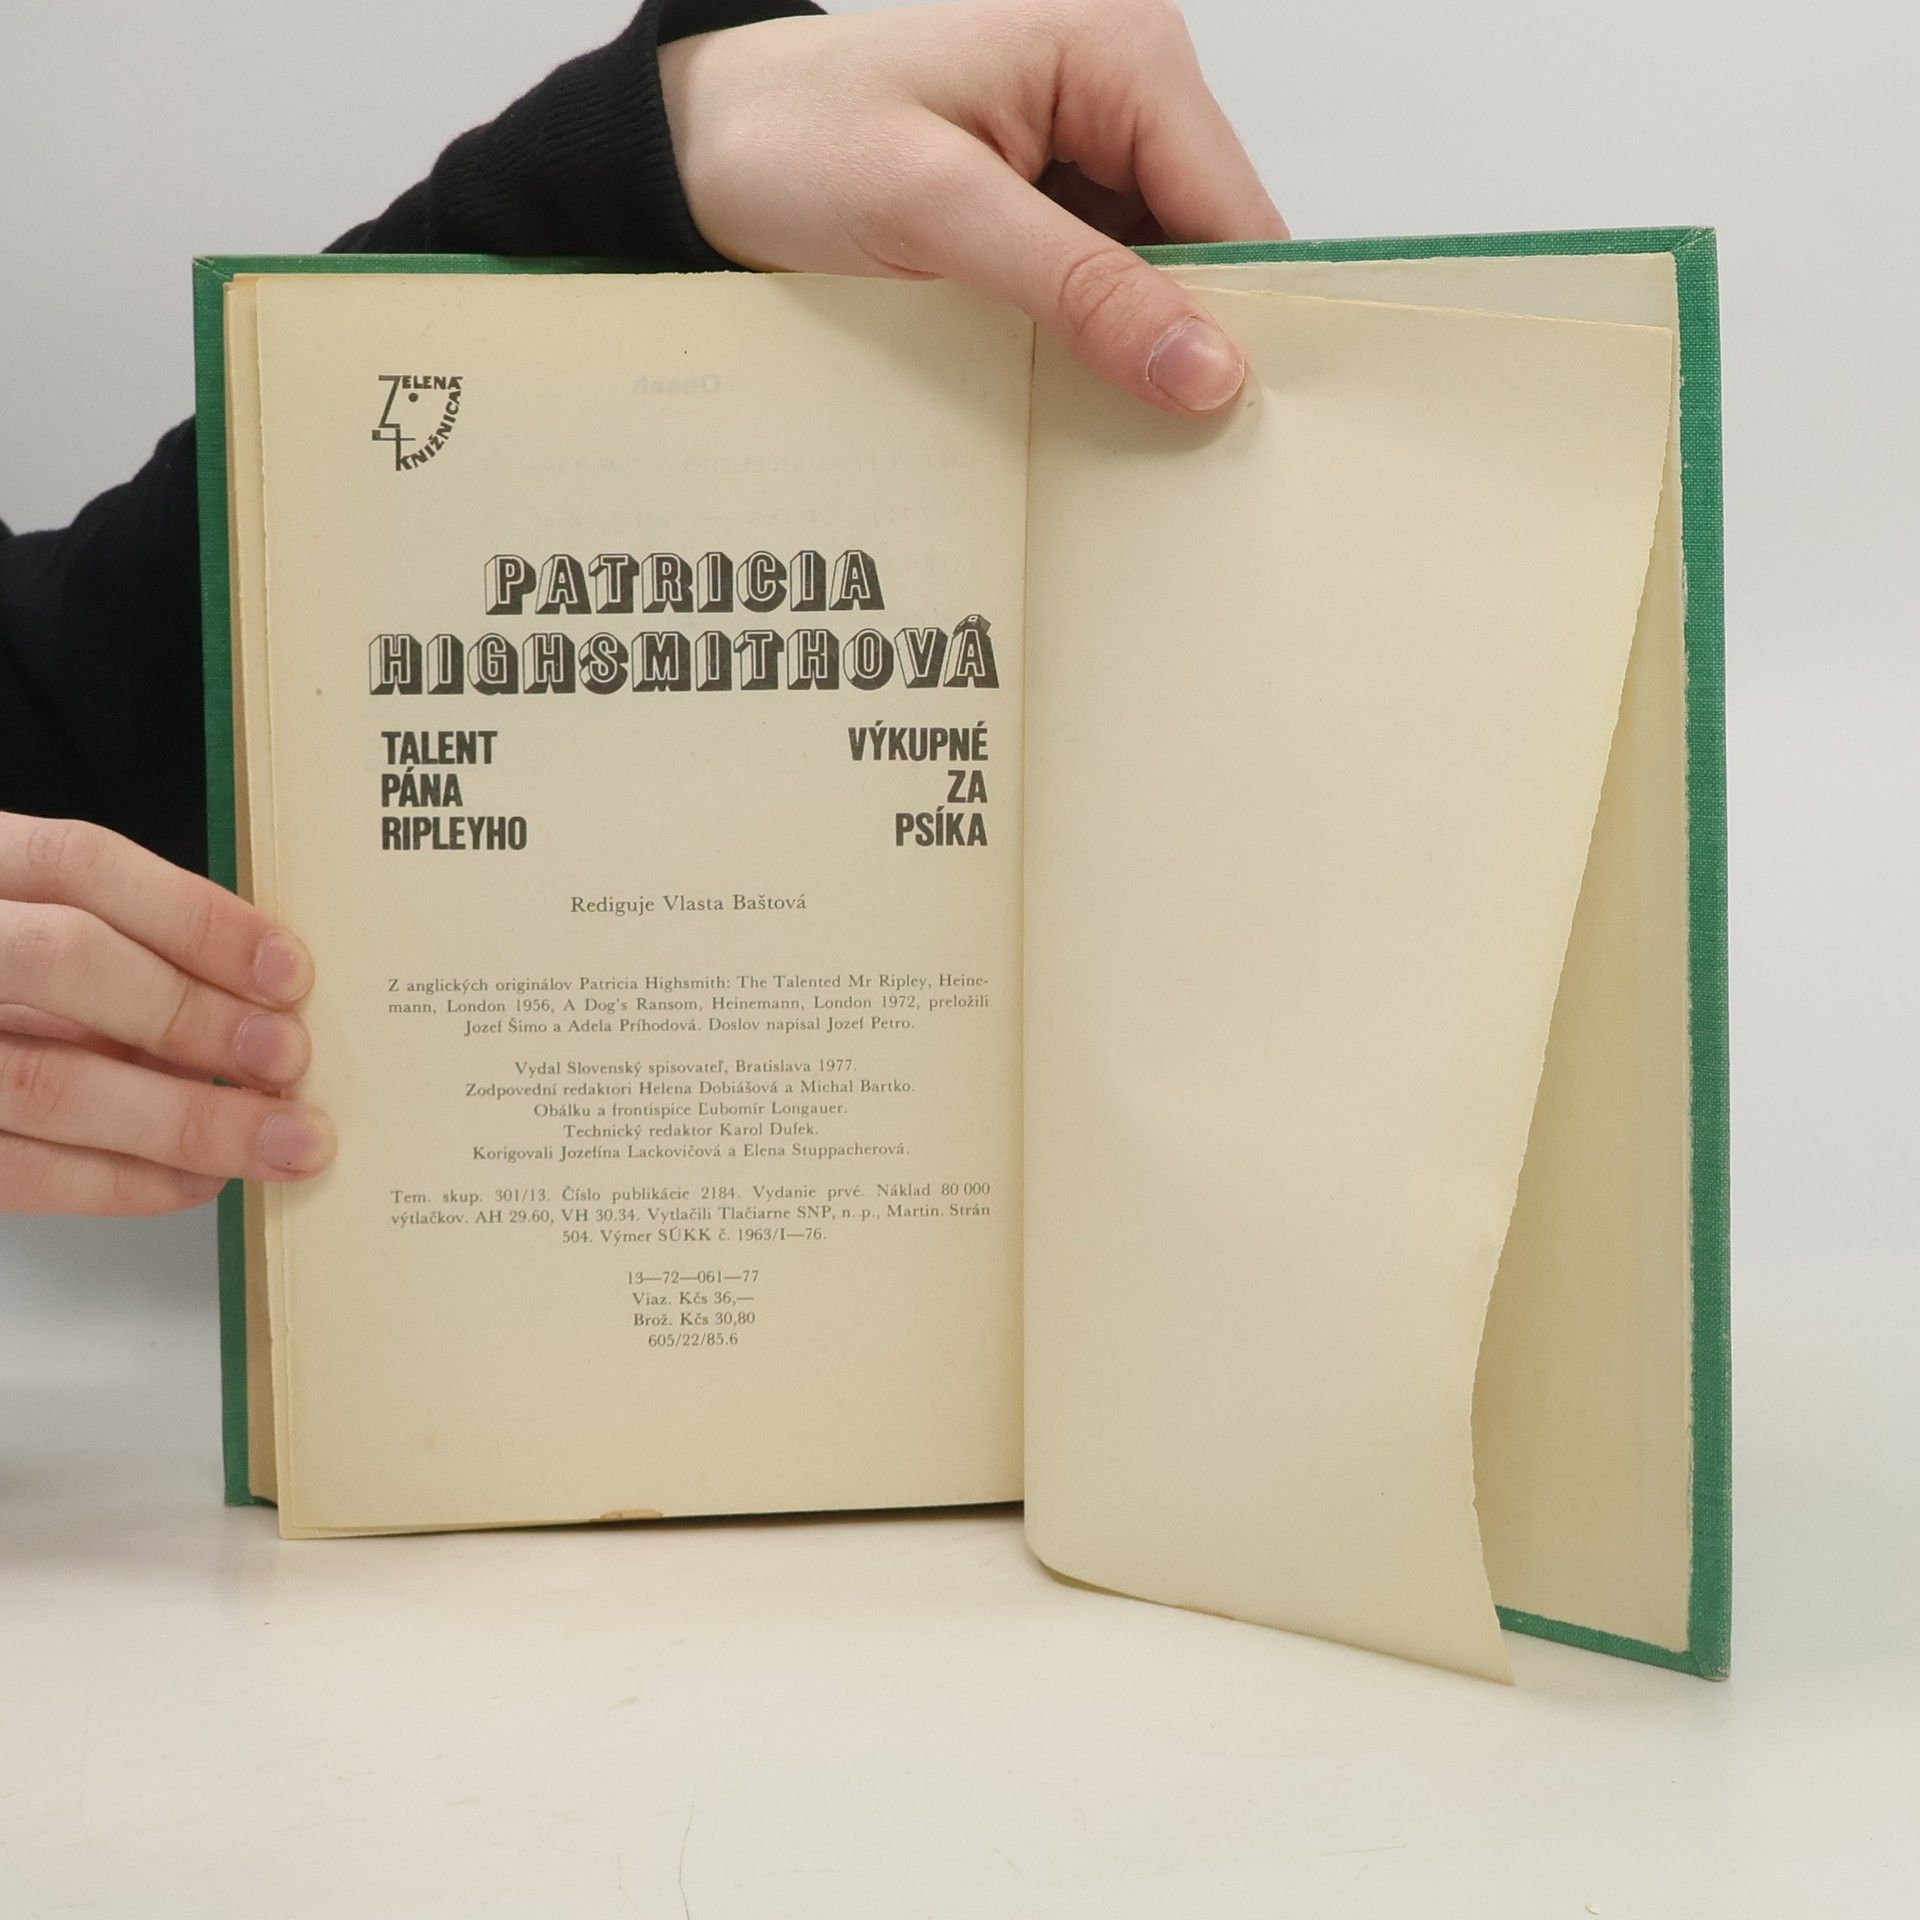 ZELENÁ
KNIŽNICA
PATRICIA
HIGHSMITHOVÁ
TALENT
PÁNA
RIPLEYHO
VÝKUPNÉ
ZA
PSÍKA
Rediguje Vlasta Baštová
Z anglických originálov Patricia Highsmith: The Talented Mr Ripley, Heine-
mann, London 1956, A Dog's Ransom, Heinemann, London 1972, preložili
Jozef Šimo a Adela Príhodová. Doslov napísal Jozef Petro.
Vydal Slovenský spisovateľ, Bratislava 1977.
Zodpovední redaktori Helena Dobiášová a Michal Bartko.
Obálku a frontispice Ľubomír Longauer.
Technický redaktor Karol Dufek.
Korigovali Jozefína Lackovičová a Elena Stuppacherová.
Tem. skup. 301/13. Číslo publikácie 2184. Vydanie prvé. Náklad 80 000
výtlačkov. AH 29.60, VH 30.34. Vytlačili Tlačiarne SNP, n. p., Martin. Strán
504. Výmer SÚKK č. 1963/I—76.
13—72—061—77
Viaz. Kčs 36,—
Brož. Kčs 30,80
605/22/85.6